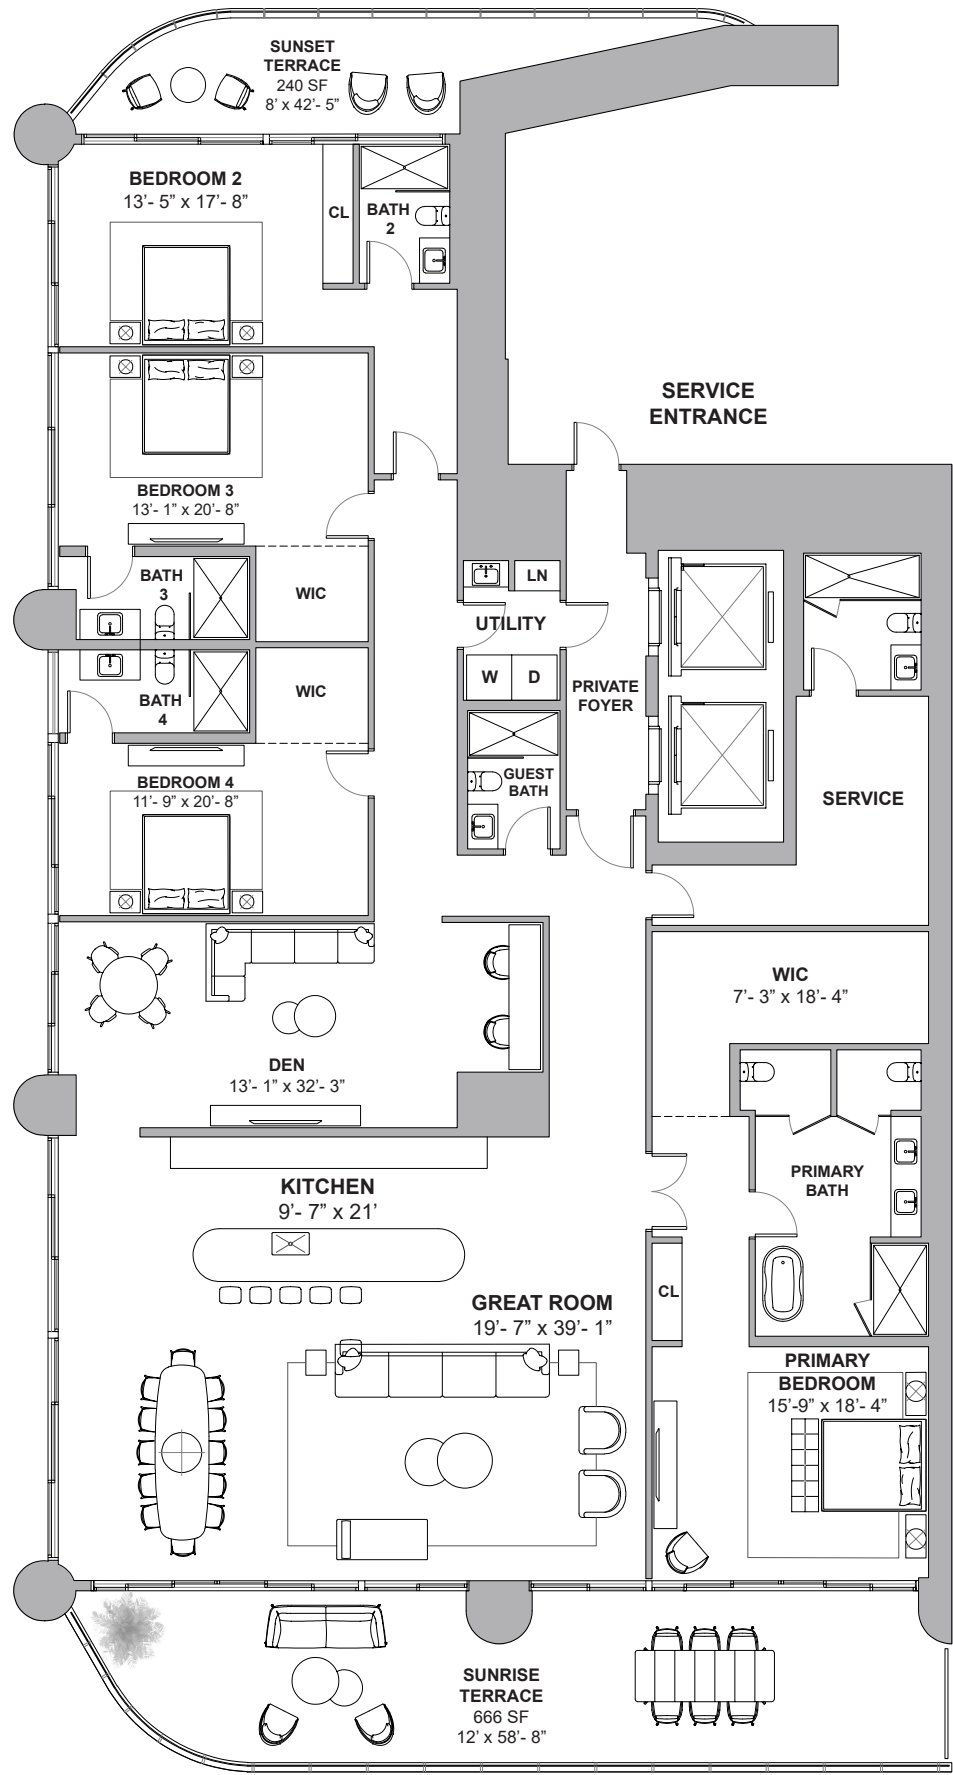 SUNSET
TERRACE
240 SF
8’ x 42’- 5”
BEDROOM 2
13’- 5” x 17’- 8”
CL
BATH
2
SERVICE
ENTRANCE
BEDROOM 3
13’- 1” x 20’- 8”
BATH
3
WIC
LN
UTILITY
W
D
BATH
4
WIC
PRIVATE
FOYER
GUEST
BATH
BEDROOM 4
11’- 9” x 20’- 8”
SERVICE
WIC
7’- 3” x 18’- 4”
DEN
13’- 1” x 32’- 3”
KITCHEN
9’- 7” x 21’
PRIMARY
BATH
CL
GREAT ROOM
19’- 7” x 39’- 1”
PRIMARY
BEDROOM
15’-9” x 18’- 4”
SUNRISE
TERRACE
666 SF
12’ x 58’- 8”